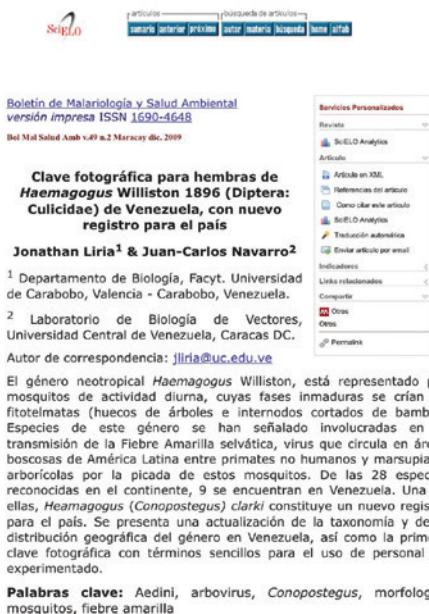 SciELO
artículos
búsqueda de artículos
sumario anterior próximo autor materia búsqueda home alfab
Boletín de Malariología y Salud Ambiental
versión impresa ISSN 1690-4648
Bol Mal Salud Amb v.49 n.2 Maracay dic. 2009
Clave fotográfica para hembras de
Haemagogus Williston 1896 (Diptera:
Culicidae) de Venezuela, con nuevo
registro para el país
Jonathan Liria1 & Juan-Carlos Navarro2
1 Departamento de Biología, Facyt. Universidad
de Carabobo, Valencia - Carabobo, Venezuela.
2 Laboratorio de Biología de Vectores,
Universidad Central de Venezuela, Caracas DC.
Autor de correspondencia: jliria@uc.edu.ve
Servicios Personalizados
Revista
SciELO Analytics
Articulo
Articulo en XML
Referencias del artículo
Como citar este artículo
SciELO Analytics
Traducción automática
Enviar artículo por email
Indicadores
Links relacionados
Compartir
Otros
Otros
Permalink
El género neotropical Haemagogus Williston, está representado p
mosquitos de actividad diurna, cuyas fases inmaduras se crían
fitotelmatas (huecos de árboles e internodos cortados de bamb
Especies de este género se han señalado involucradas en
transmisión de la Fiebre Amarilla selvática, virus que circula en áre
boscosas de América Latina entre primates no humanos y marsupia
arborícolas por la picada de estos mosquitos. De las 28 espec
reconocidas en el continente, 9 se encuentran en Venezuela. Una
ellas, Heamagogus (Conopostegus) clarki constituye un nuevo regis
para el país. Se presenta una actualización de la taxonomía y de
distribución geográfica del género en Venezuela, así como la prime
clave fotográfica con términos sencillos para el uso de personal
experimentado.
Palabras clave: Aedini, arbovirus, Conopostegus, morfolog
mosquitos, fiebre amarilla